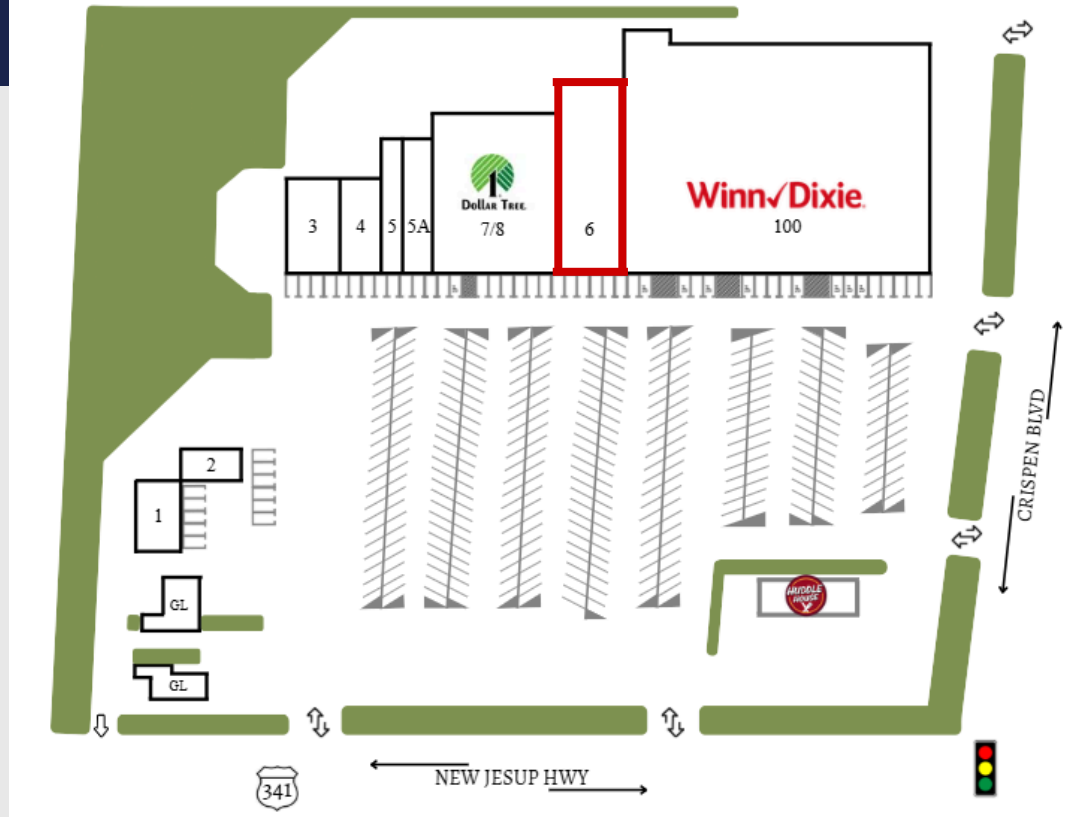 DOLLAR TREE
Winn✓Dixie
3
4
5
5A
7/8
6
100
2
1
GL
HUDDLE
HOUSE
GL
CRISPEN BLVD
NEW JESUP HWY
341